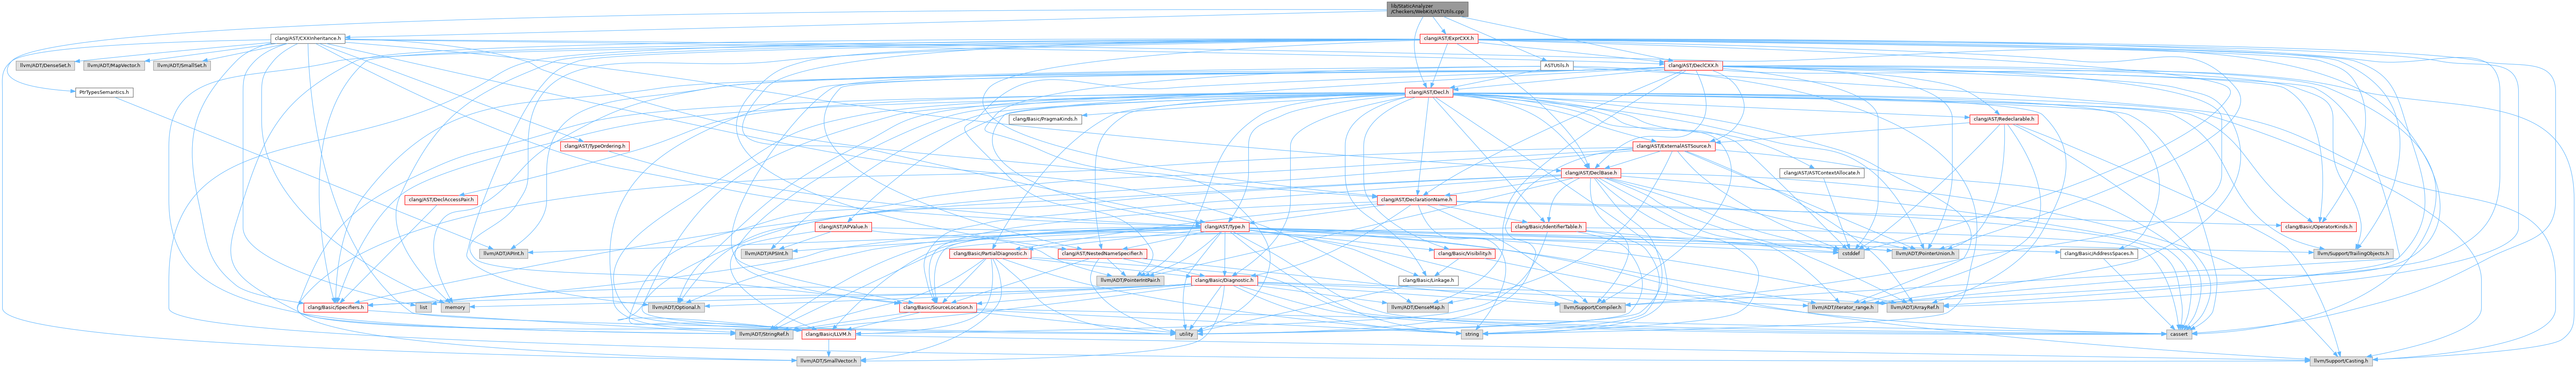 lib/StaticAnalyzer
/Checkers/WebKit/ASTUtils.cpp
clang/AST/CXXInheritance.h
clang/AST/ExprCXX.h
llvm/ADT/DenseSet.h
llvm/ADT/MapVector.h
llvm/ADT/SmallSet.h
ASTUtils.h
clang/AST/DeclCXX.h
PtrTypesSemantics.h
clang/AST/Decl.h
clang/Basic/PragmaKinds.h
clang/AST/Redeclarable.h
clang/AST/TypeOrdering.h
clang/AST/ExternalASTSource.h
clang/AST/ASTContextAllocate.h
clang/AST/DeclBase.h
clang/AST/DeclAccessPair.h
clang/AST/DeclarationName.h
clang/AST/APValue.h
clang/AST/Type.h
clang/Basic/IdentifierTable.h
clang/Basic/OperatorKinds.h
llvm/ADT/APInt.h
llvm/ADT/APSInt.h
clang/Basic/PartialDiagnostic.h
clang/AST/NestedNameSpecifier.h
clang/Basic/Visibility.h
cstddef
llvm/ADT/PointerUnion.h
clang/Basic/AddressSpaces.h
llvm/Support/TrailingObjects.h
llvm/ADT/PointerIntPair.h
clang/Basic/Diagnostic.h
clang/Basic/Linkage.h
clang/Basic/Specifiers.h
list
memory
llvm/ADT/Optional.h
clang/Basic/SourceLocation.h
llvm/ADT/DenseMap.h
llvm/Support/Compiler.h
llvm/ADT/iterator_range.h
llvm/ADT/ArrayRef.h
llvm/ADT/StringRef.h
clang/Basic/LLVM.h
utility
string
cassert
llvm/ADT/SmallVector.h
llvm/Support/Casting.h